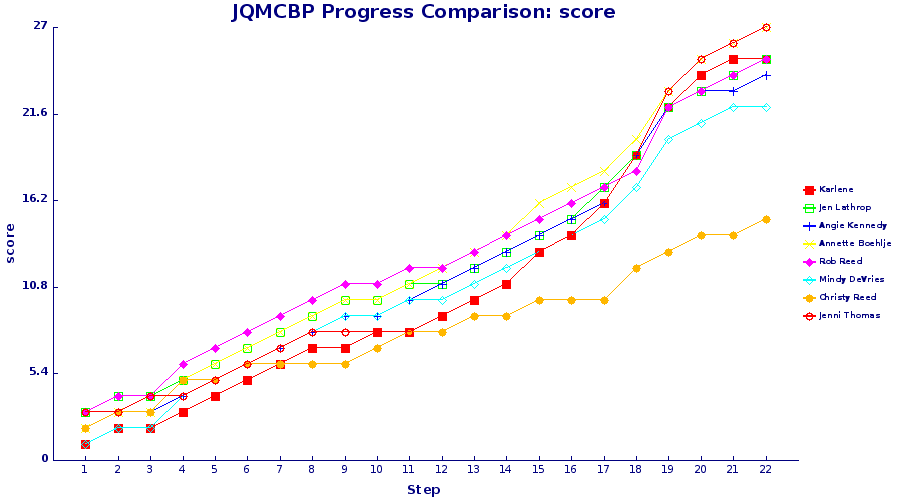 JQMCBP Progress Comparison: score
27
21.6
16.2
10.8
5.4
0
score
1 2 3 4 5 6 7 8 9 10 11 12 13 14 15 16 17 18 19 20 21 22
Step
Karlene
Jen Lathrop
Angie Kennedy
Annette Boehlje
Rob Reed
Mindy DeVries
Christy Reed
Jenni Thomas